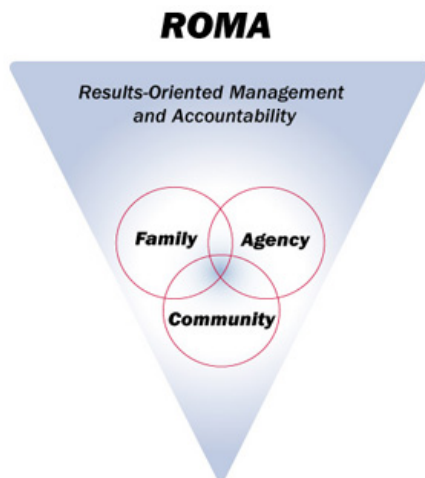 ROMA
Results-Oriented Management
and Accountability
Family
Agency
Community